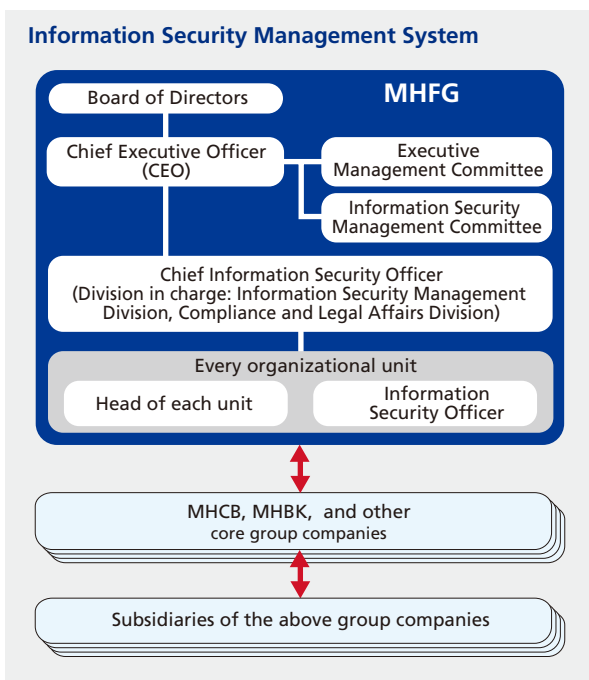 Information Security Management System
MHFG
Board of Directors
Chief Executive Officer
(CEO)
Executive
Management Committee
Information Security
Management Committee
Chief Information Security Officer
(Division in charge: Information Security Management
Division, Compliance and Legal Affairs Division)
Every organizational unit
Head of each unit
Information
Security Officer
MHCB, MHBK, and other
core group companies
Subsidiaries of the above group companies